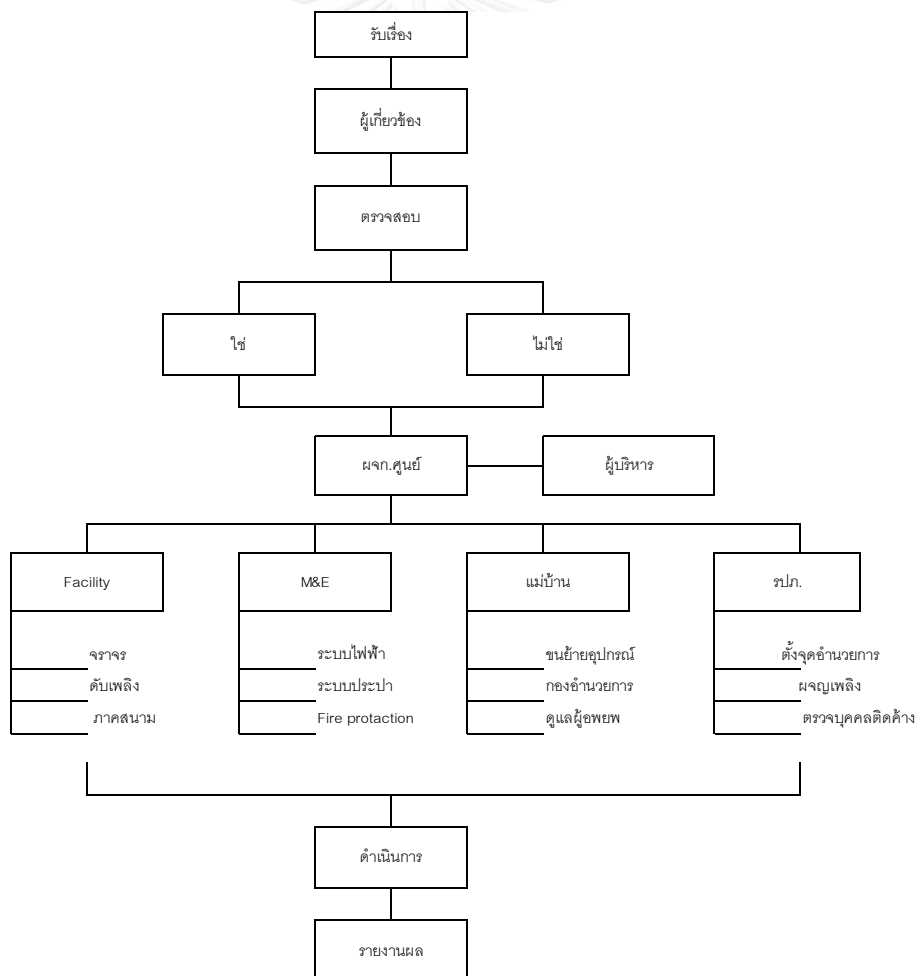 รับเรื่อง
ผู้เกี่ยวข้อง
ตรวจสอบ
ใช่
ไม่ใช่
ผจก.ศูนย์
ผู้บริหาร
Facility
M&E
แม่บ้าน
รปภ.
จราจร
ดับเพลิง
ภาคสนาม
ระบบไฟฟ้า
ระบบประปา
Fire protaction
ขนย้ายอุปกรณ์
กองอำนวยการ
ดูแลผู้อพยพ
ตั้งจุดอำนวยการ
ผจญเพลิง
ตรวจบุคคลติดค้าง
ดำเนินการ
รายงานผล